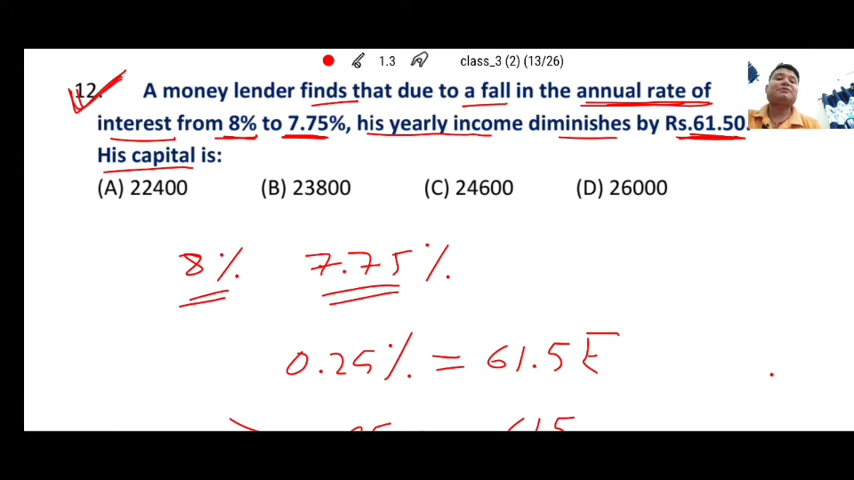 1.3 class_3 (2) (13/26)
12. A money lender finds that due to a fall in the annual rate of
interest from 8% to 7.75%, his yearly income diminishes by Rs.61.50.
His capital is:
(A) 22400 (B) 23800 (C) 24600 (D) 26000
8% 7.75%
0.25% = 61.5₹